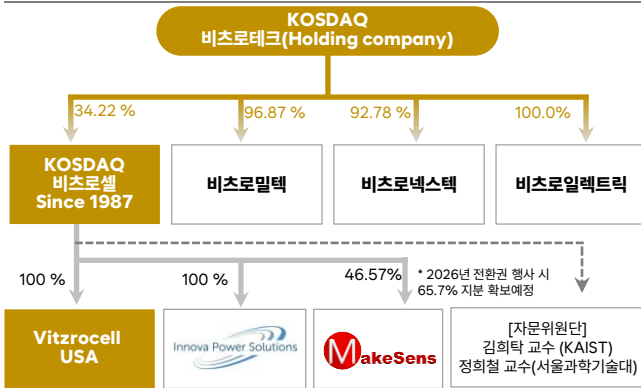 KOSDAQ
비츠로테크(Holding company)
34.22 %
96.87 %
92.78 %
100.0%
KOSDAQ
비츠로셀
Since 1987
비츠로밀텍
비츠로넥스텍
비츠로일렉트릭
100 %
100 %
46.57%
* 2026년 전환권 행사 시
65.7% 지분 확보예정
Vitzrocell
USA
Innova Power Solutions
MakeSens
[자문위원단]
김희탁 교수 (KAIST)
정희철 교수(서울과학기술대)